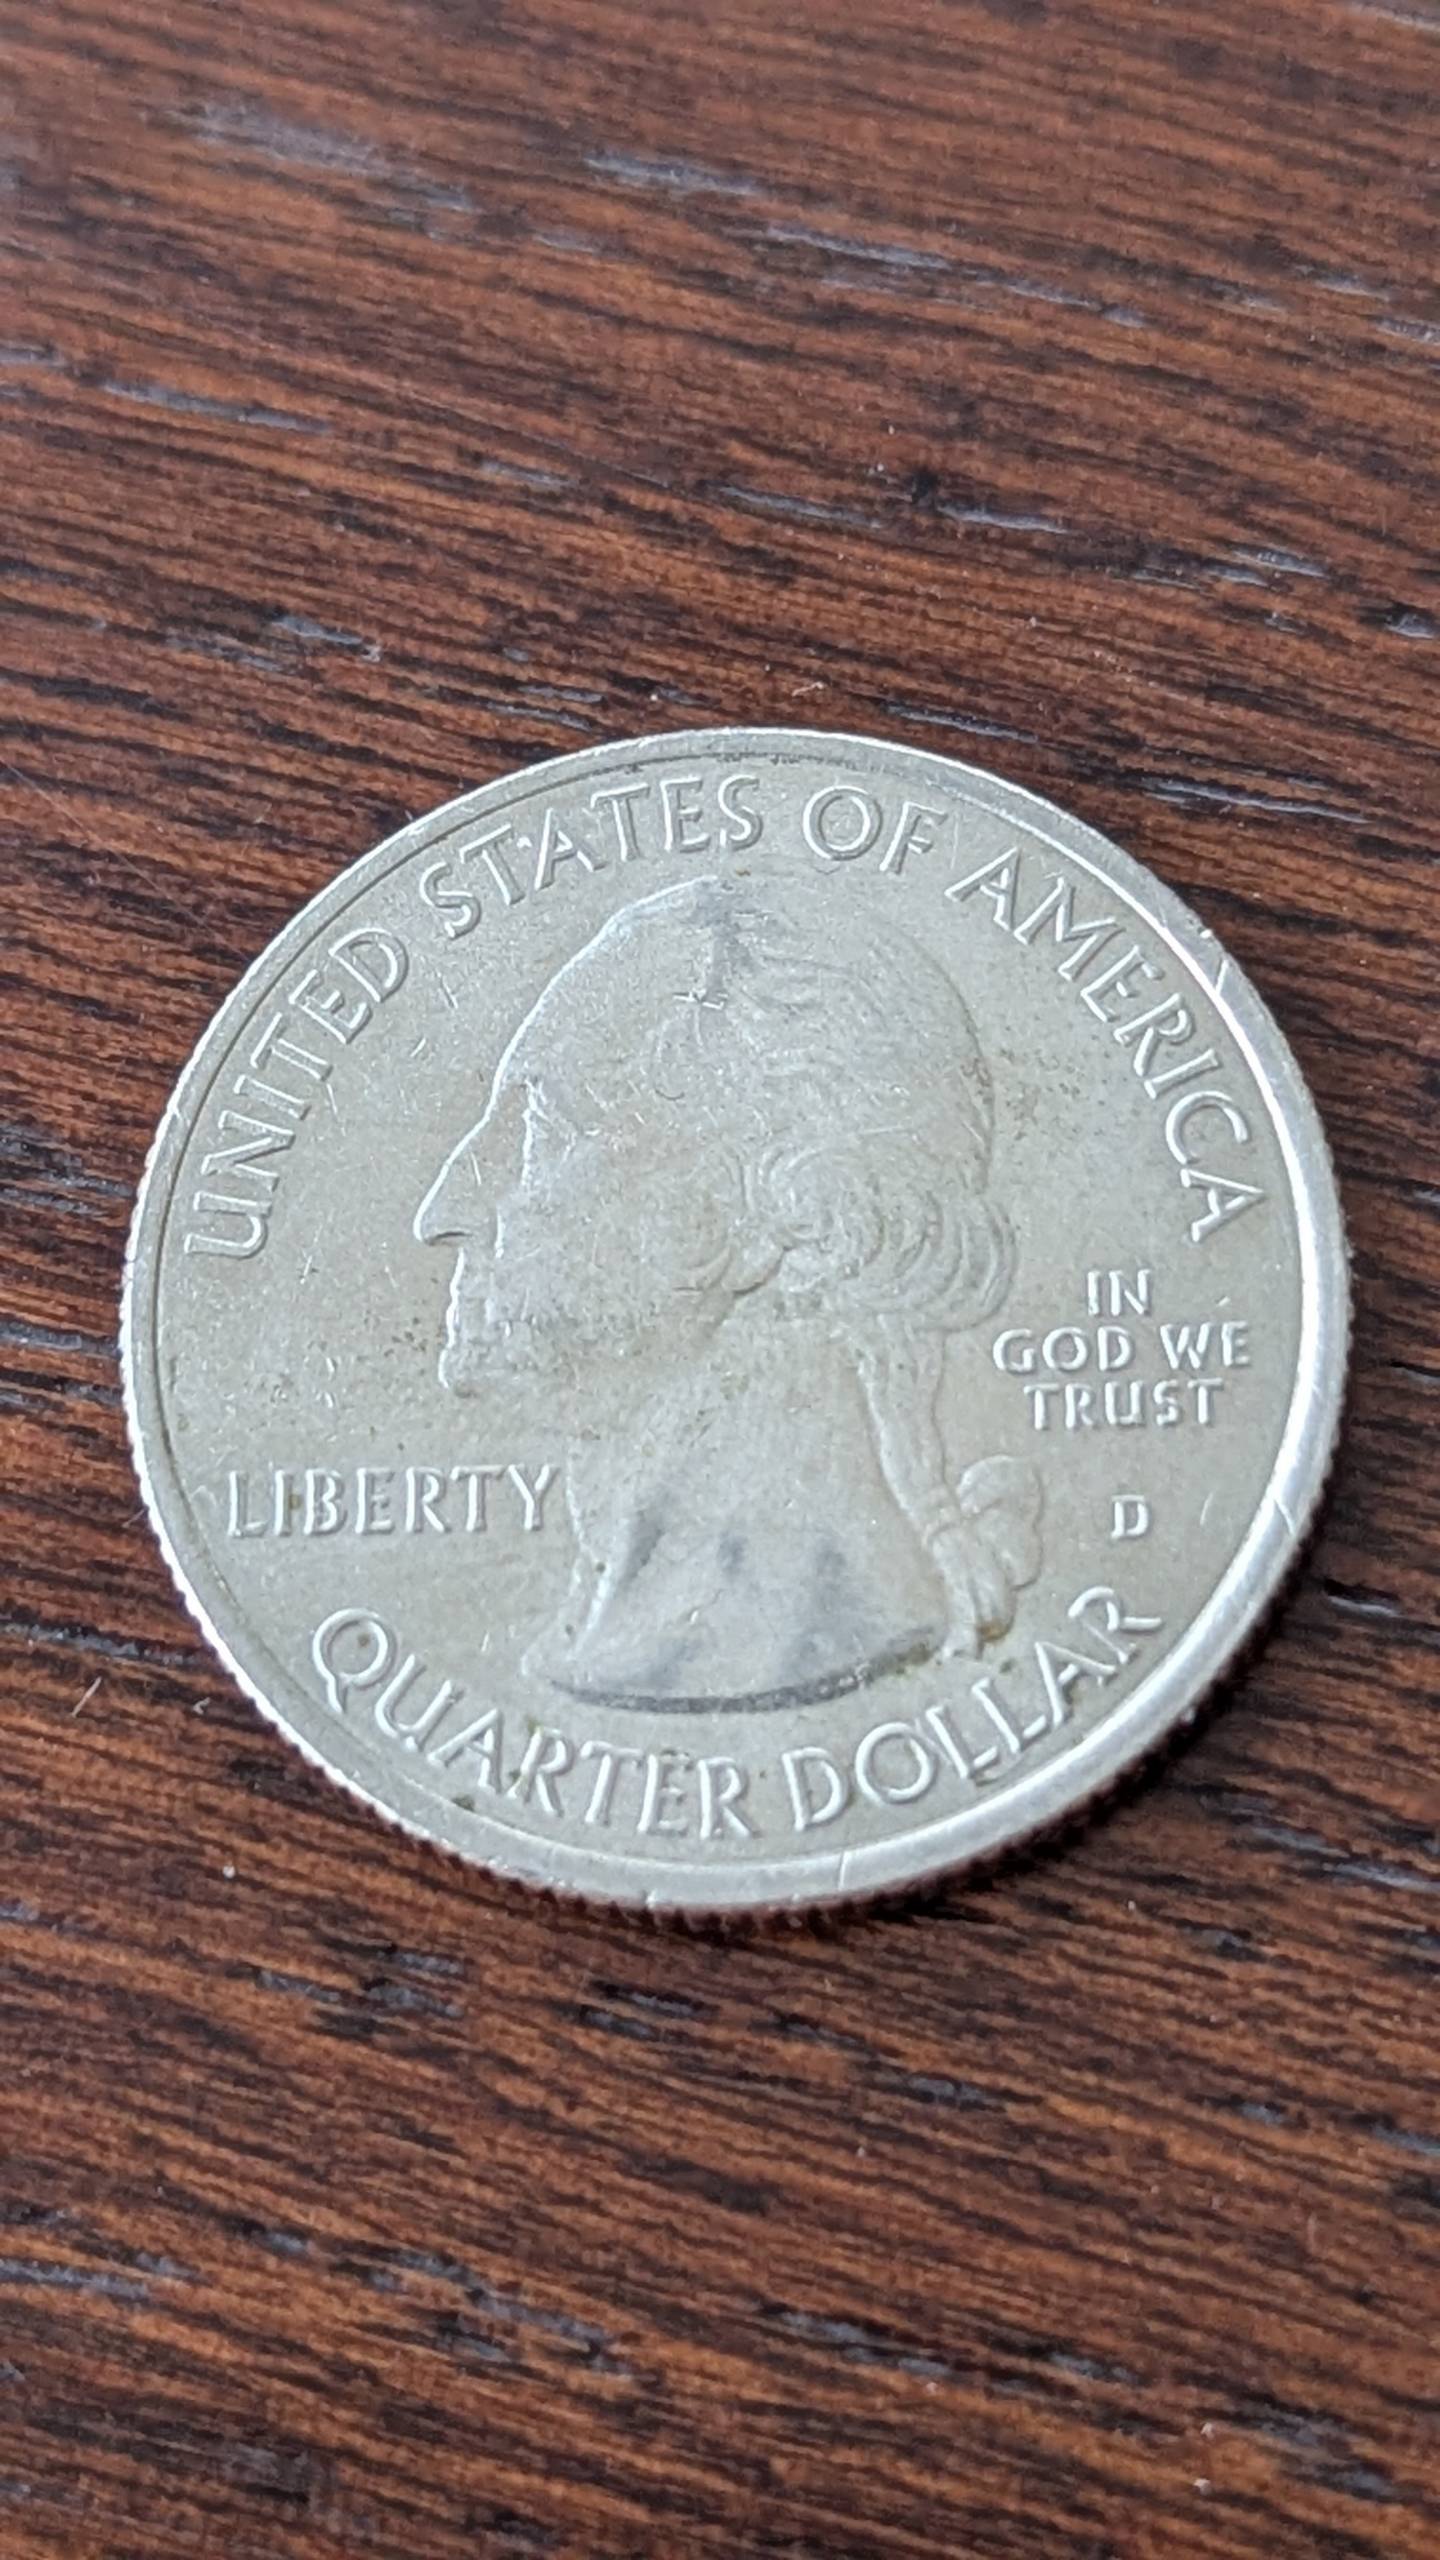 UNITED STATES OF AMERICA
IN
GOD WE
TRUST
LIBERTY
D
QUARTER DOLLAR